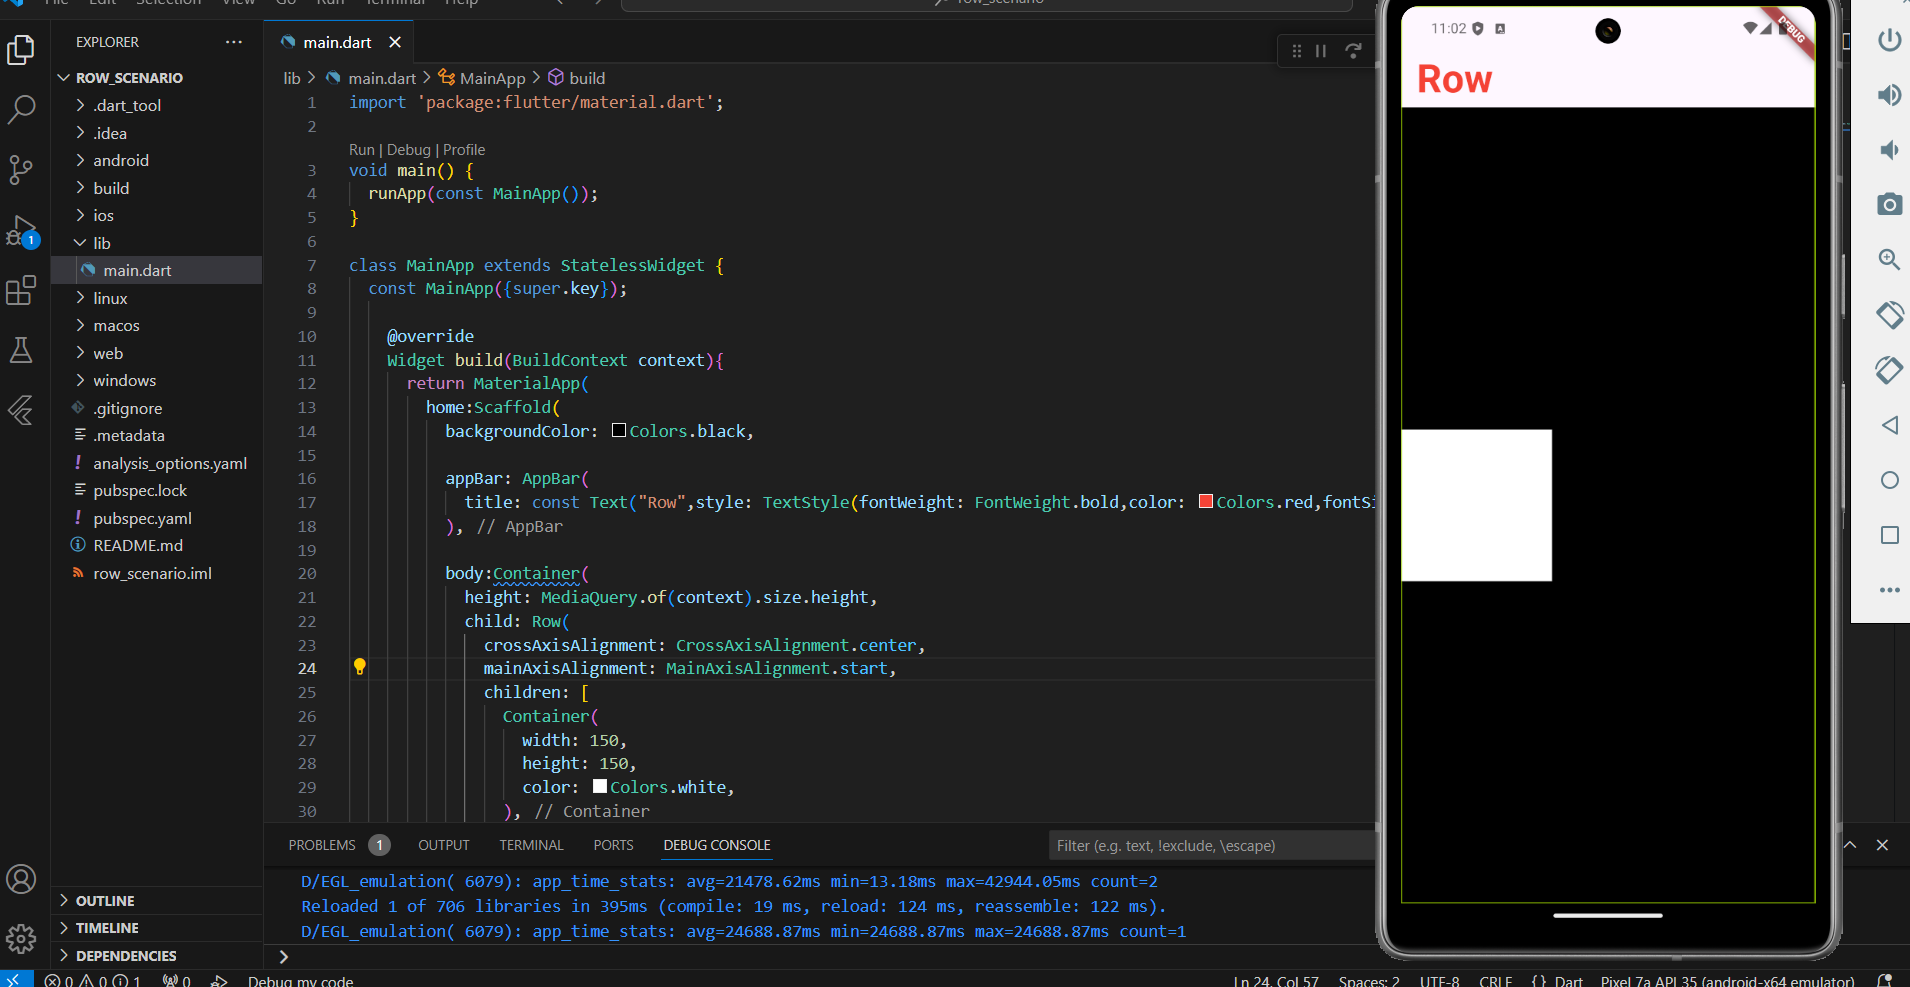 File Edit Selection View Go Run Terminal Help
row_scenario
EXPLORER
ROW_SCENARIO
.dart_tool
.idea
android
build
ios
lib
main.dart
linux
macos
web
windows
.gitignore
.metadata
analysis_options.yaml
pubspec.lock
pubspec.yaml
README.md
row_scenario.iml
OUTLINE
TIMELINE
DEPENDENCIES
main.dart
lib > main.dart > MainApp > build
1 import 'package:flutter/material.dart';
2
Run | Debug | Profile
3 void main() {
4 runApp(const MainApp());
5 }
6
7 class MainApp extends StatelessWidget {
8 const MainApp({super.key});
9
10 @override
11 Widget build(BuildContext context){
12 return MaterialApp(
13 home:Scaffold(
14 backgroundColor: Colors.black,
15
16 appBar: AppBar(
17 title: const Text("Row",style: TextStyle(fontWeight: FontWeight.bold,color: Colors.red,fontSi
18 ), // AppBar
19
20 body:Container(
21 height: MediaQuery.of(context).size.height,
22 child: Row(
23 crossAxisAlignment: CrossAxisAlignment.center,
24 mainAxisAlignment: MainAxisAlignment.start,
25 children: [
26 Container(
27 width: 150,
28 height: 150,
29 color: Colors.white,
30 ), // Container
PROBLEMS 1 OUTPUT TERMINAL PORTS DEBUG CONSOLE
Filter (e.g. text, !exclude, \escape)
D/EGL_emulation( 6079): app_time_stats: avg=21478.62ms min=13.18ms max=42944.05ms count=2
Reloaded 1 of 706 libraries in 395ms (compile: 19 ms, reload: 124 ms, reassemble: 122 ms).
D/EGL_emulation( 6079): app_time_stats: avg=24688.87ms min=24688.87ms max=24688.87ms count=1
1
0 0 1 0 Debug my code
Ln 24, Col 57 Spaces: 2 UTF-8 CRLF {} Dart Pixel 7a API 35 (android-x64 emulator)
11:02
DEBUG
Row